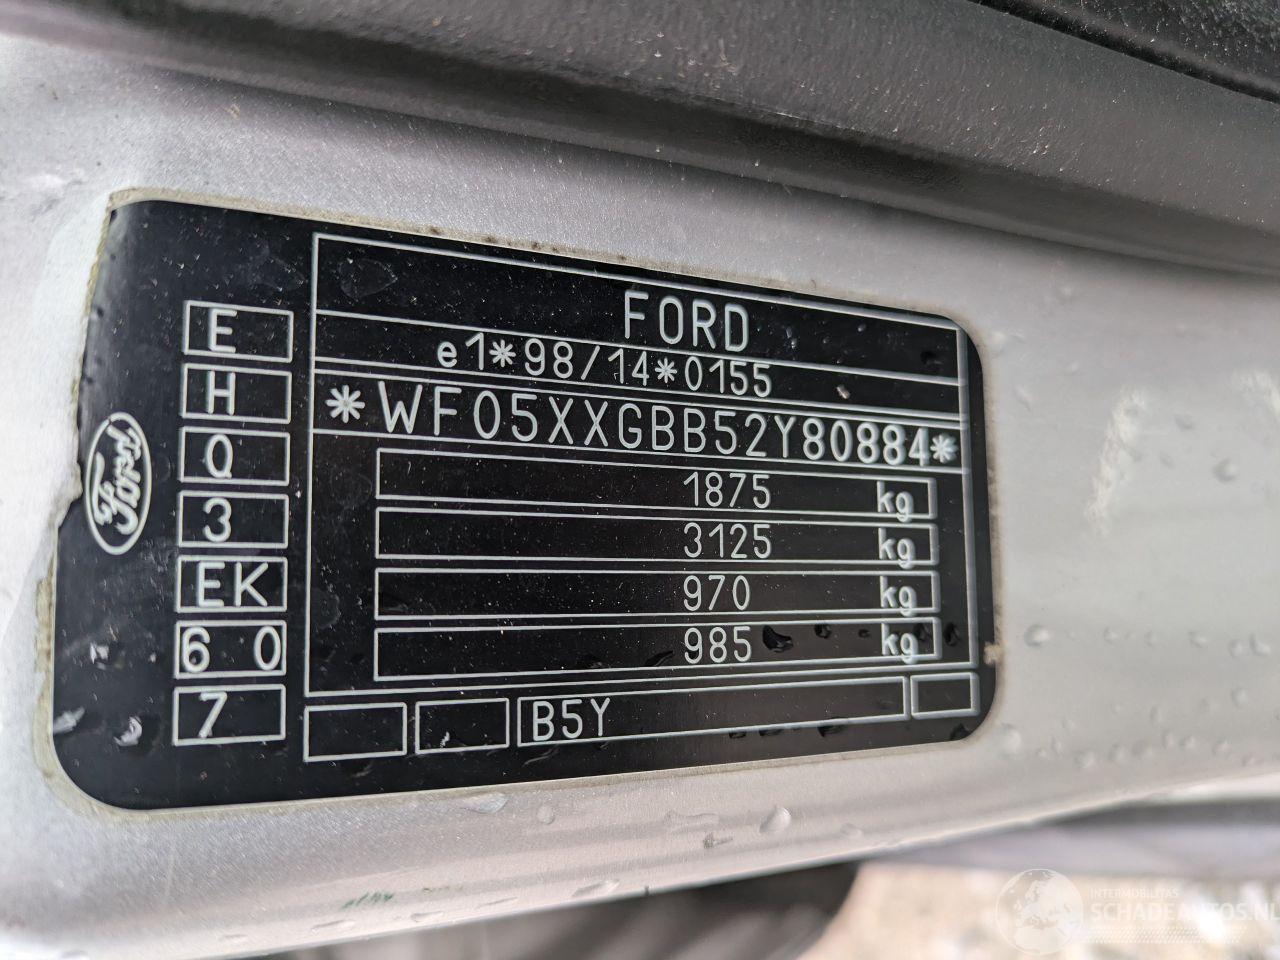 FORD
e1*98/14*0155
*WF05XXGBB52Y80884*
1875 kg
3125 kg
970 kg
985 kg
B5Y
E
H
Q
3
EK
6 0
7
Ford
INTERMOBILITAS
SCHADEAUTOS.NL